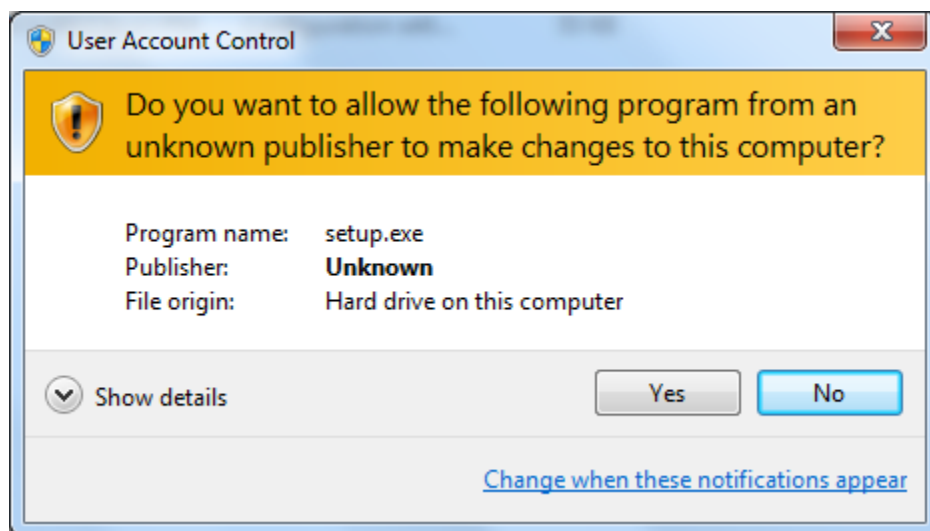 User Account Control
Do you want to allow the following program from an
unknown publisher to make changes to this computer?
Program name: setup.exe
Publisher: Unknown
File origin: Hard drive on this computer
Show details
Yes
No
Change when these notifications appear